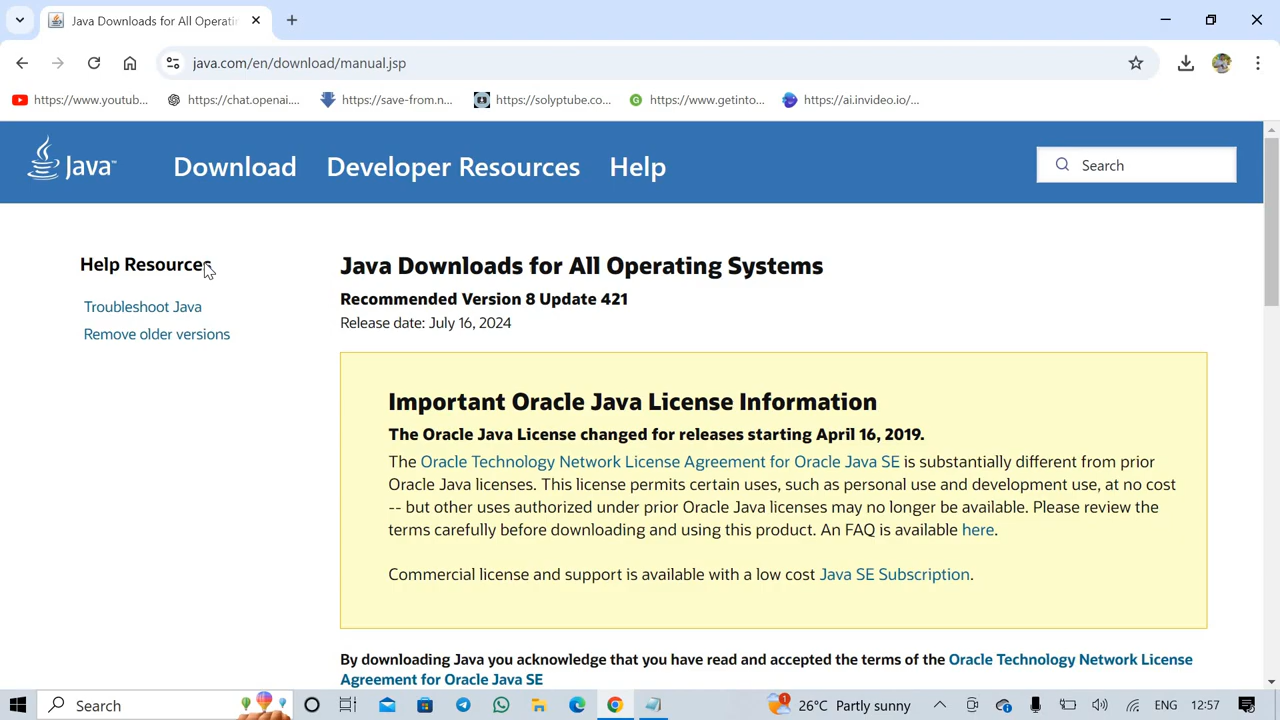 Java Downloads for All Operati
java.com/en/download/manual.jsp
https://www.youtub...
https://chat.openai....
https://save-from.n...
https://solyptube.co...
https://www.getinto...
https://ai.invideo.io/...
Java™
Download
Developer Resources
Help
Search
Help Resources
Troubleshoot Java
Remove older versions
Java Downloads for All Operating Systems
Recommended Version 8 Update 421
Release date: July 16, 2024
Important Oracle Java License Information
The Oracle Java License changed for releases starting April 16, 2019.
The Oracle Technology Network License Agreement for Oracle Java SE is substantially different from prior
Oracle Java licenses. This license permits certain uses, such as personal use and development use, at no cost
-- but other uses authorized under prior Oracle Java licenses may no longer be available. Please review the
terms carefully before downloading and using this product. An FAQ is available here.
Commercial license and support is available with a low cost Java SE Subscription.
By downloading Java you acknowledge that you have read and accepted the terms of the Oracle Technology Network License
Agreement for Oracle Java SE
Search
1
26°C Partly sunny
ENG
12:57